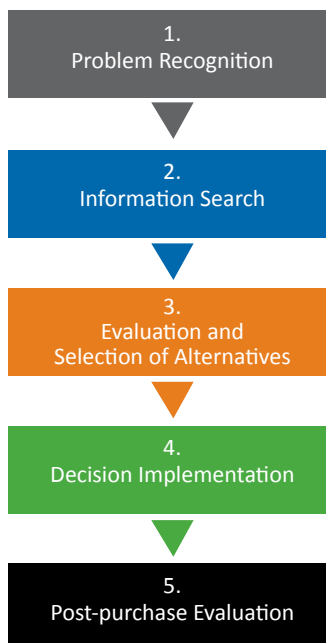 1.
Problem Recognition
2.
Information Search
3.
Evaluation and
Selection of Alternatives
4.
Decision Implementation
5.
Post-purchase Evaluation